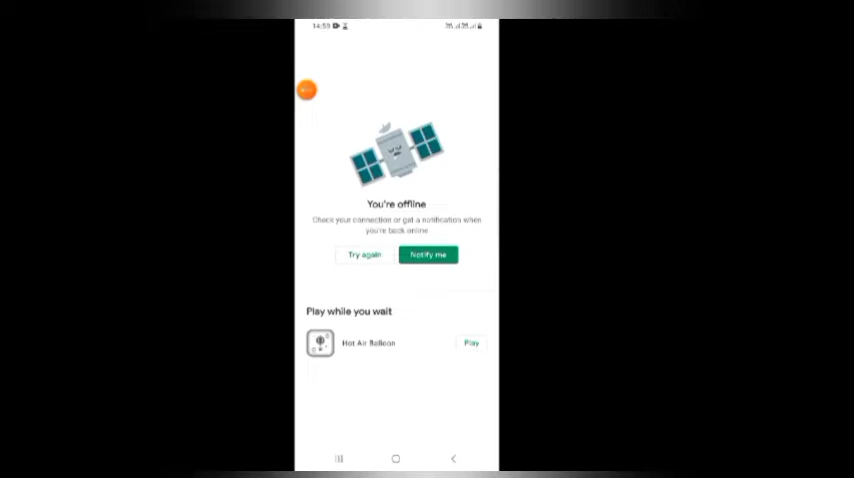 14:59
You're offline
Check your connection or get a notification when
you're back online
Try again
Notify me
Play while you wait
Hot Air Balloon
Play